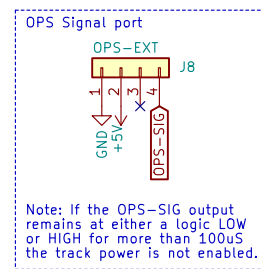 OPS Signal port
OPS-EXT
J8
1
2
3
4
GND
+5V
OPS-SIG
Note: If the OPS-SIG output
remains at either a logic LOW
or HIGH for more than 100uS
the track power is not enabled.